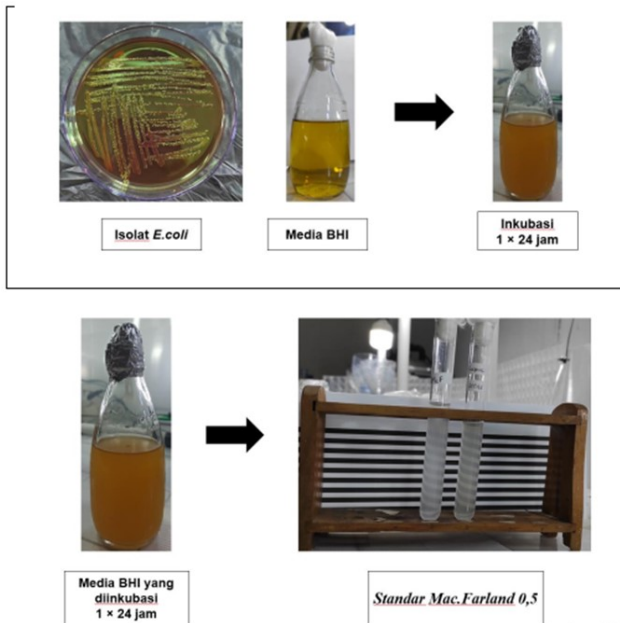 Isolat E.coli
Media BHI
Inkubasi
1 × 24 jam
Media BHI yang
diinkubasi
1 × 24 jam
Standar Mac.Farland 0,5